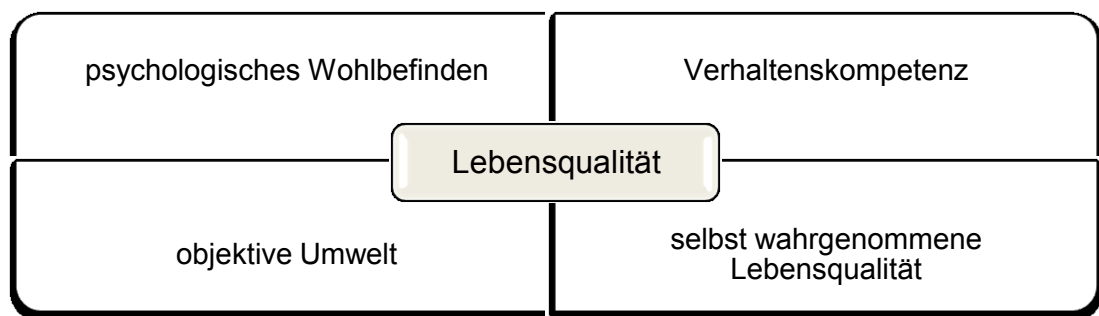 psychologisches Wohlbefinden
Verhaltenskompetenz
Lebensqualität
objektive Umwelt
selbst wahrgenommene
Lebensqualität